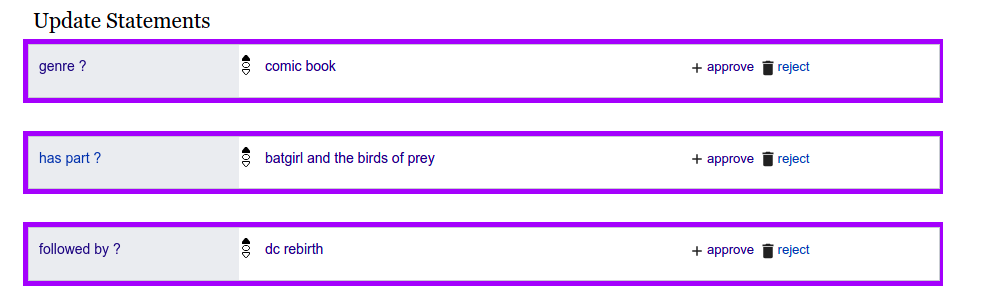 Update Statements
genre ? comic book + approve reject
has part ? batgirl and the birds of prey + approve reject
followed by ? dc rebirth + approve reject